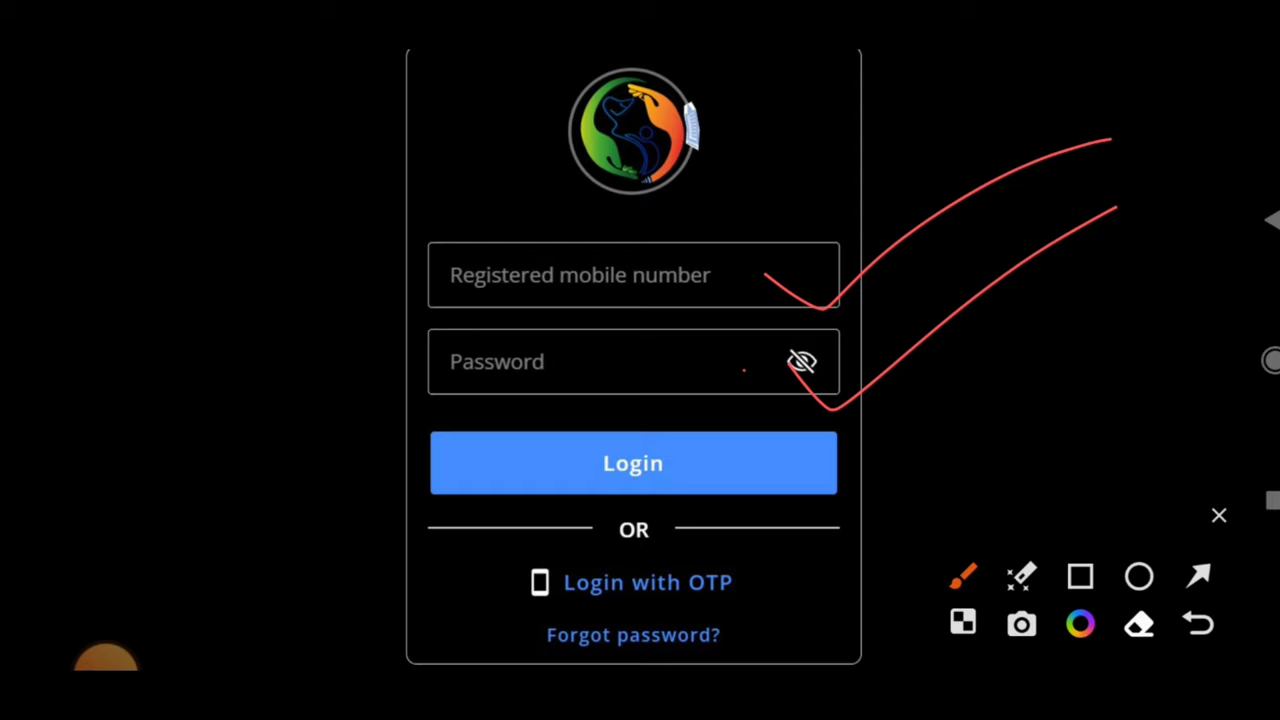 Registered mobile number
Password
Login
OR
Login with OTP
Forgot password?